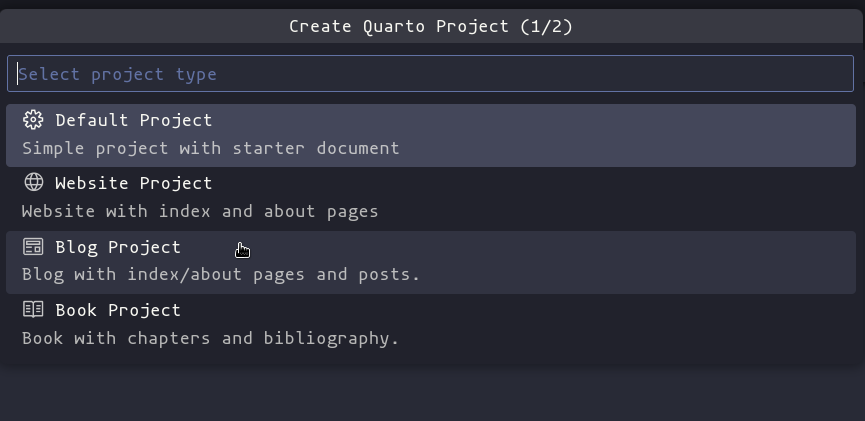 Create Quarto Project (1/2)
Select project type
Default Project
Simple project with starter document
Website Project
Website with index and about pages
Blog Project
Blog with index/about pages and posts.
Book Project
Book with chapters and bibliography.